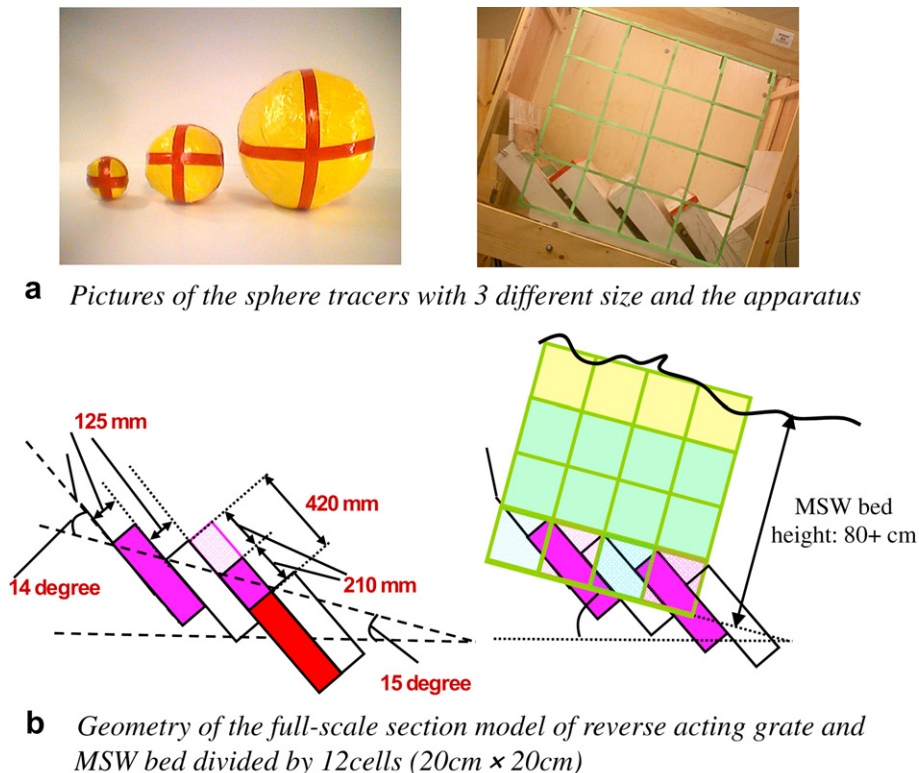 a Pictures of the sphere tracers with 3 different size and the apparatus
125 mm
420 mm
14 degree
210 mm
15 degree
MSW bed
height: 80+ cm
b Geometry of the full-scale section model of reverse acting grate and
MSW bed divided by 12cells (20cm × 20cm)